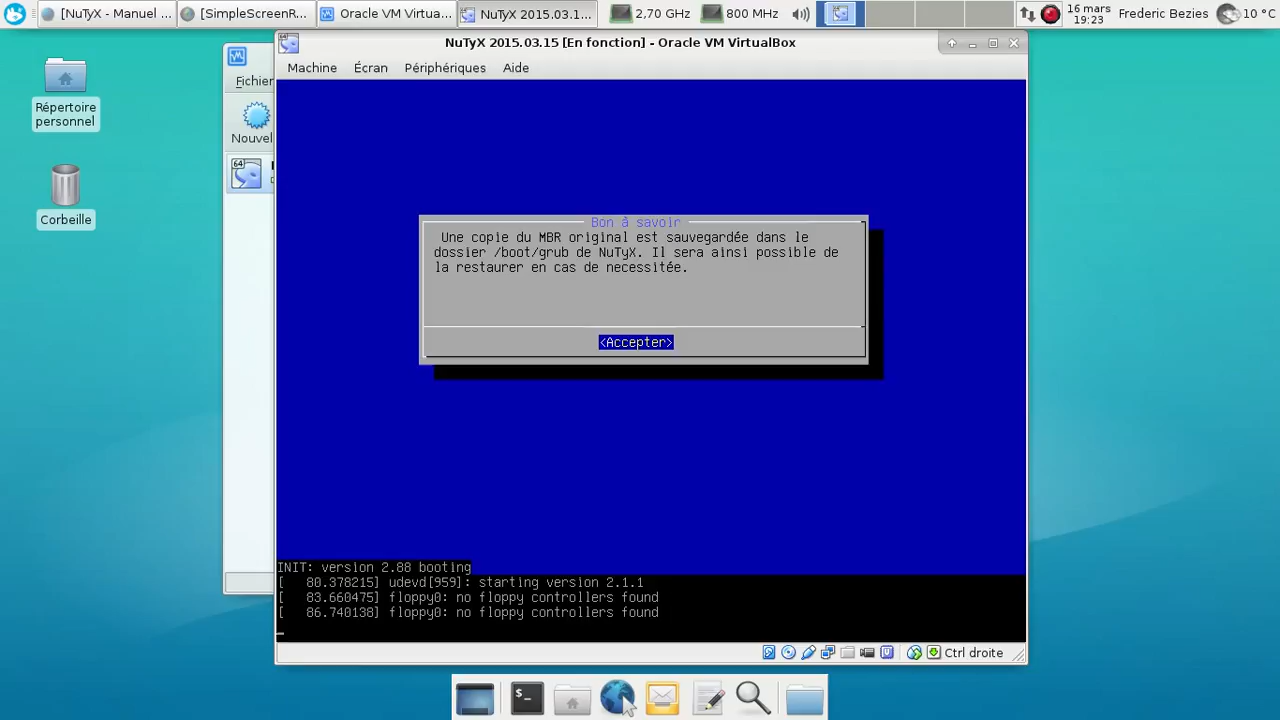 [NuTyX - Manuel ...
[SimpleScreenR...
Oracle VM Virtua...
NuTyX 2015.03.1...
2,70 GHz
800 MHz
16 mars
19:23
Frederic Bezies
10 °C
Répertoire
personnel
Corbeille
Fichier
Nouvel
64
NuTyX 2015.03.15 [En fonction] - Oracle VM VirtualBox
Machine Écran Périphériques Aide
Bon à savoir
Une copie du MBR original est sauvegardée dans le
dossier /boot/grub de NuTyX. Il sera ainsi possible de
la restaurer en cas de necessitée.
<Accepter>
INIT: version 2.88 booting
[   80.378215] udevd[959]: starting version 2.1.1
[   83.660475] floppy0: no floppy controllers found
[   86.740138] floppy0: no floppy controllers found
Ctrl droite